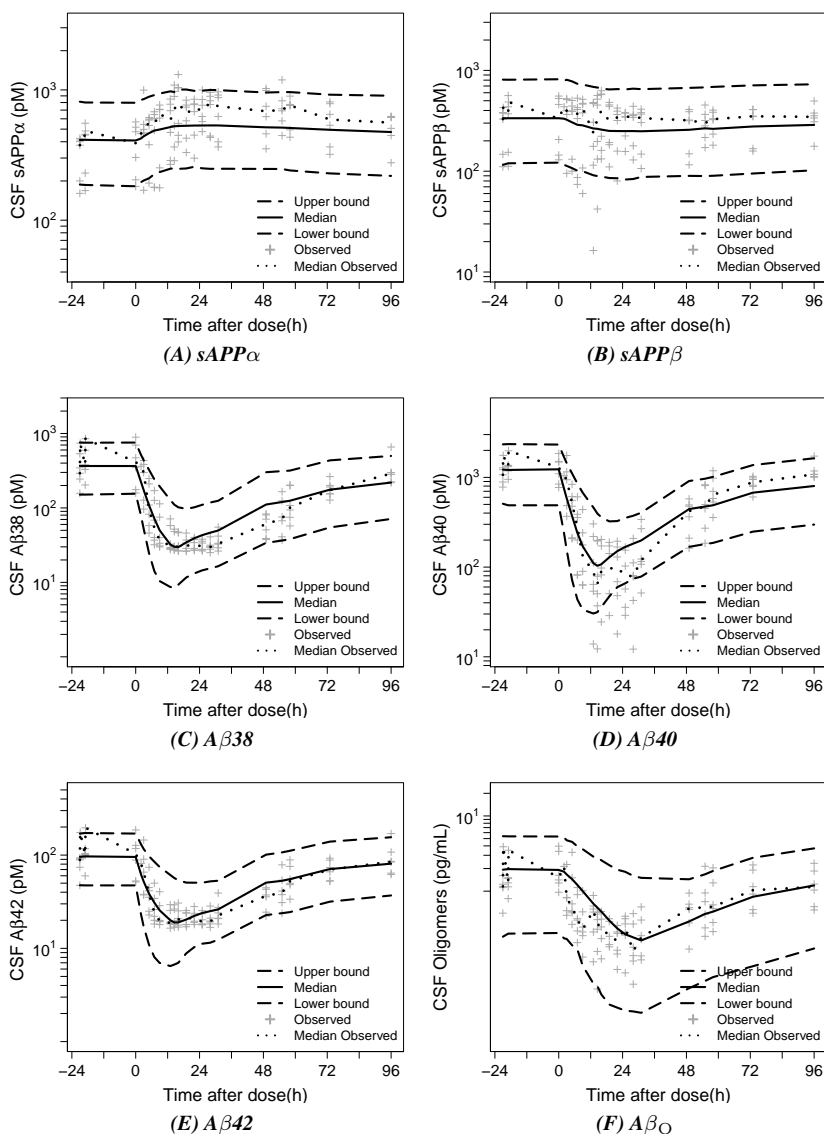 CSF sAPPα (pM)
10³
10²
Upper bound
Median
Lower bound
Observed
Median Observed
−24 0 24 48 72 96
Time after dose(h)
(A) sAPPα
CSF sAPPβ (pM)
10³
10²
10¹
Upper bound
Median
Lower bound
Observed
Median Observed
−24 0 24 48 72 96
Time after dose(h)
(B) sAPPβ
CSF Aβ38 (pM)
10³
10²
10¹
Upper bound
Median
Lower bound
Observed
Median Observed
−24 0 24 48 72 96
Time after dose(h)
(C) Aβ38
CSF Aβ40 (pM)
10³
10²
10¹
Upper bound
Median
Lower bound
Observed
Median Observed
−24 0 24 48 72 96
Time after dose(h)
(D) Aβ40
CSF Aβ42 (pM)
10²
10¹
Upper bound
Median
Lower bound
Observed
Median Observed
−24 0 24 48 72 96
Time after dose(h)
(E) Aβ42
CSF Oligomers (pg/mL)
10¹
Upper bound
Median
Lower bound
Observed
Median Observed
−24 0 24 48 72 96
Time after dose(h)
(F) Aβ_O